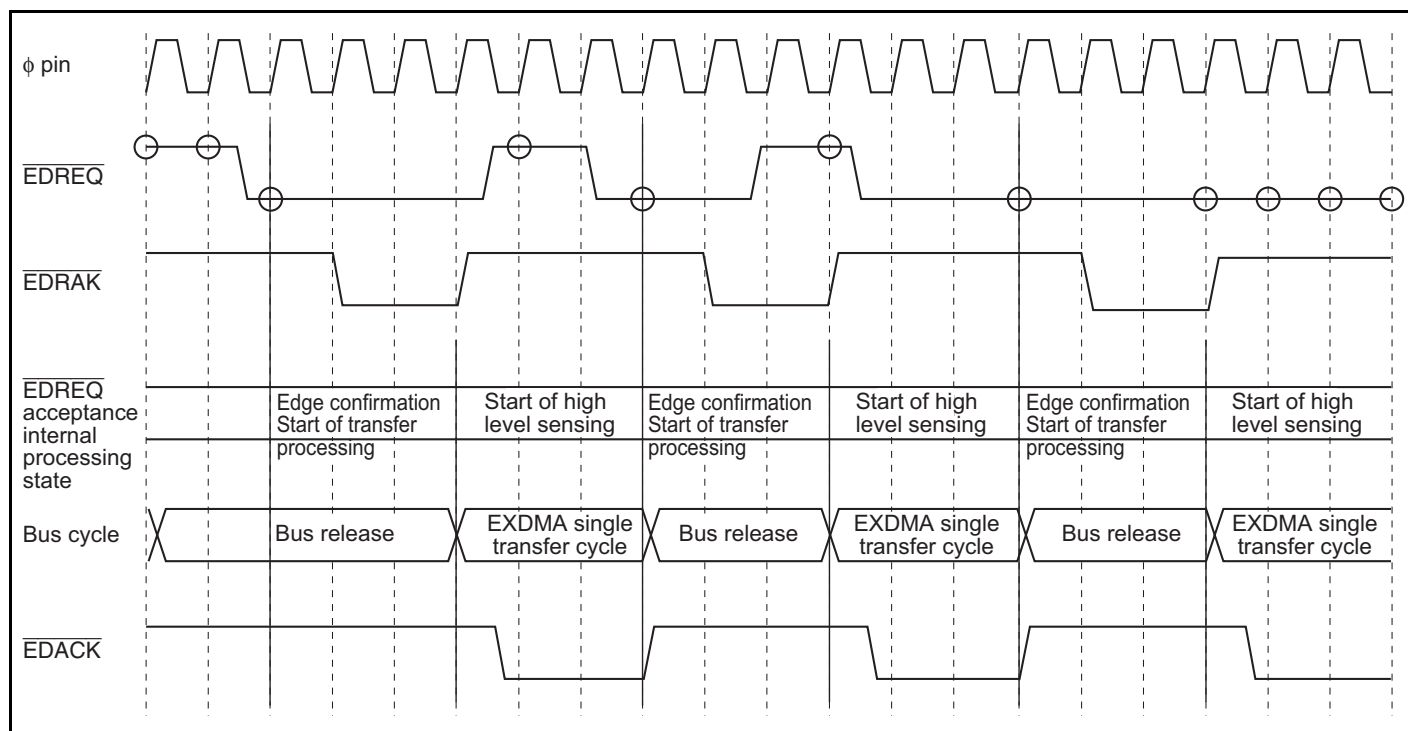 ϕ pin
EDREQ
EDRAK
EDREQ
acceptance
internal
processing
state
Edge confirmation
Start of transfer
processing
Start of high
level sensing
Edge confirmation
Start of transfer
processing
Start of high
level sensing
Edge confirmation
Start of transfer
processing
Start of high
level sensing
Bus cycle
Bus release
EXDMA single
transfer cycle
Bus release
EXDMA single
transfer cycle
Bus release
EXDMA single
transfer cycle
EDACK